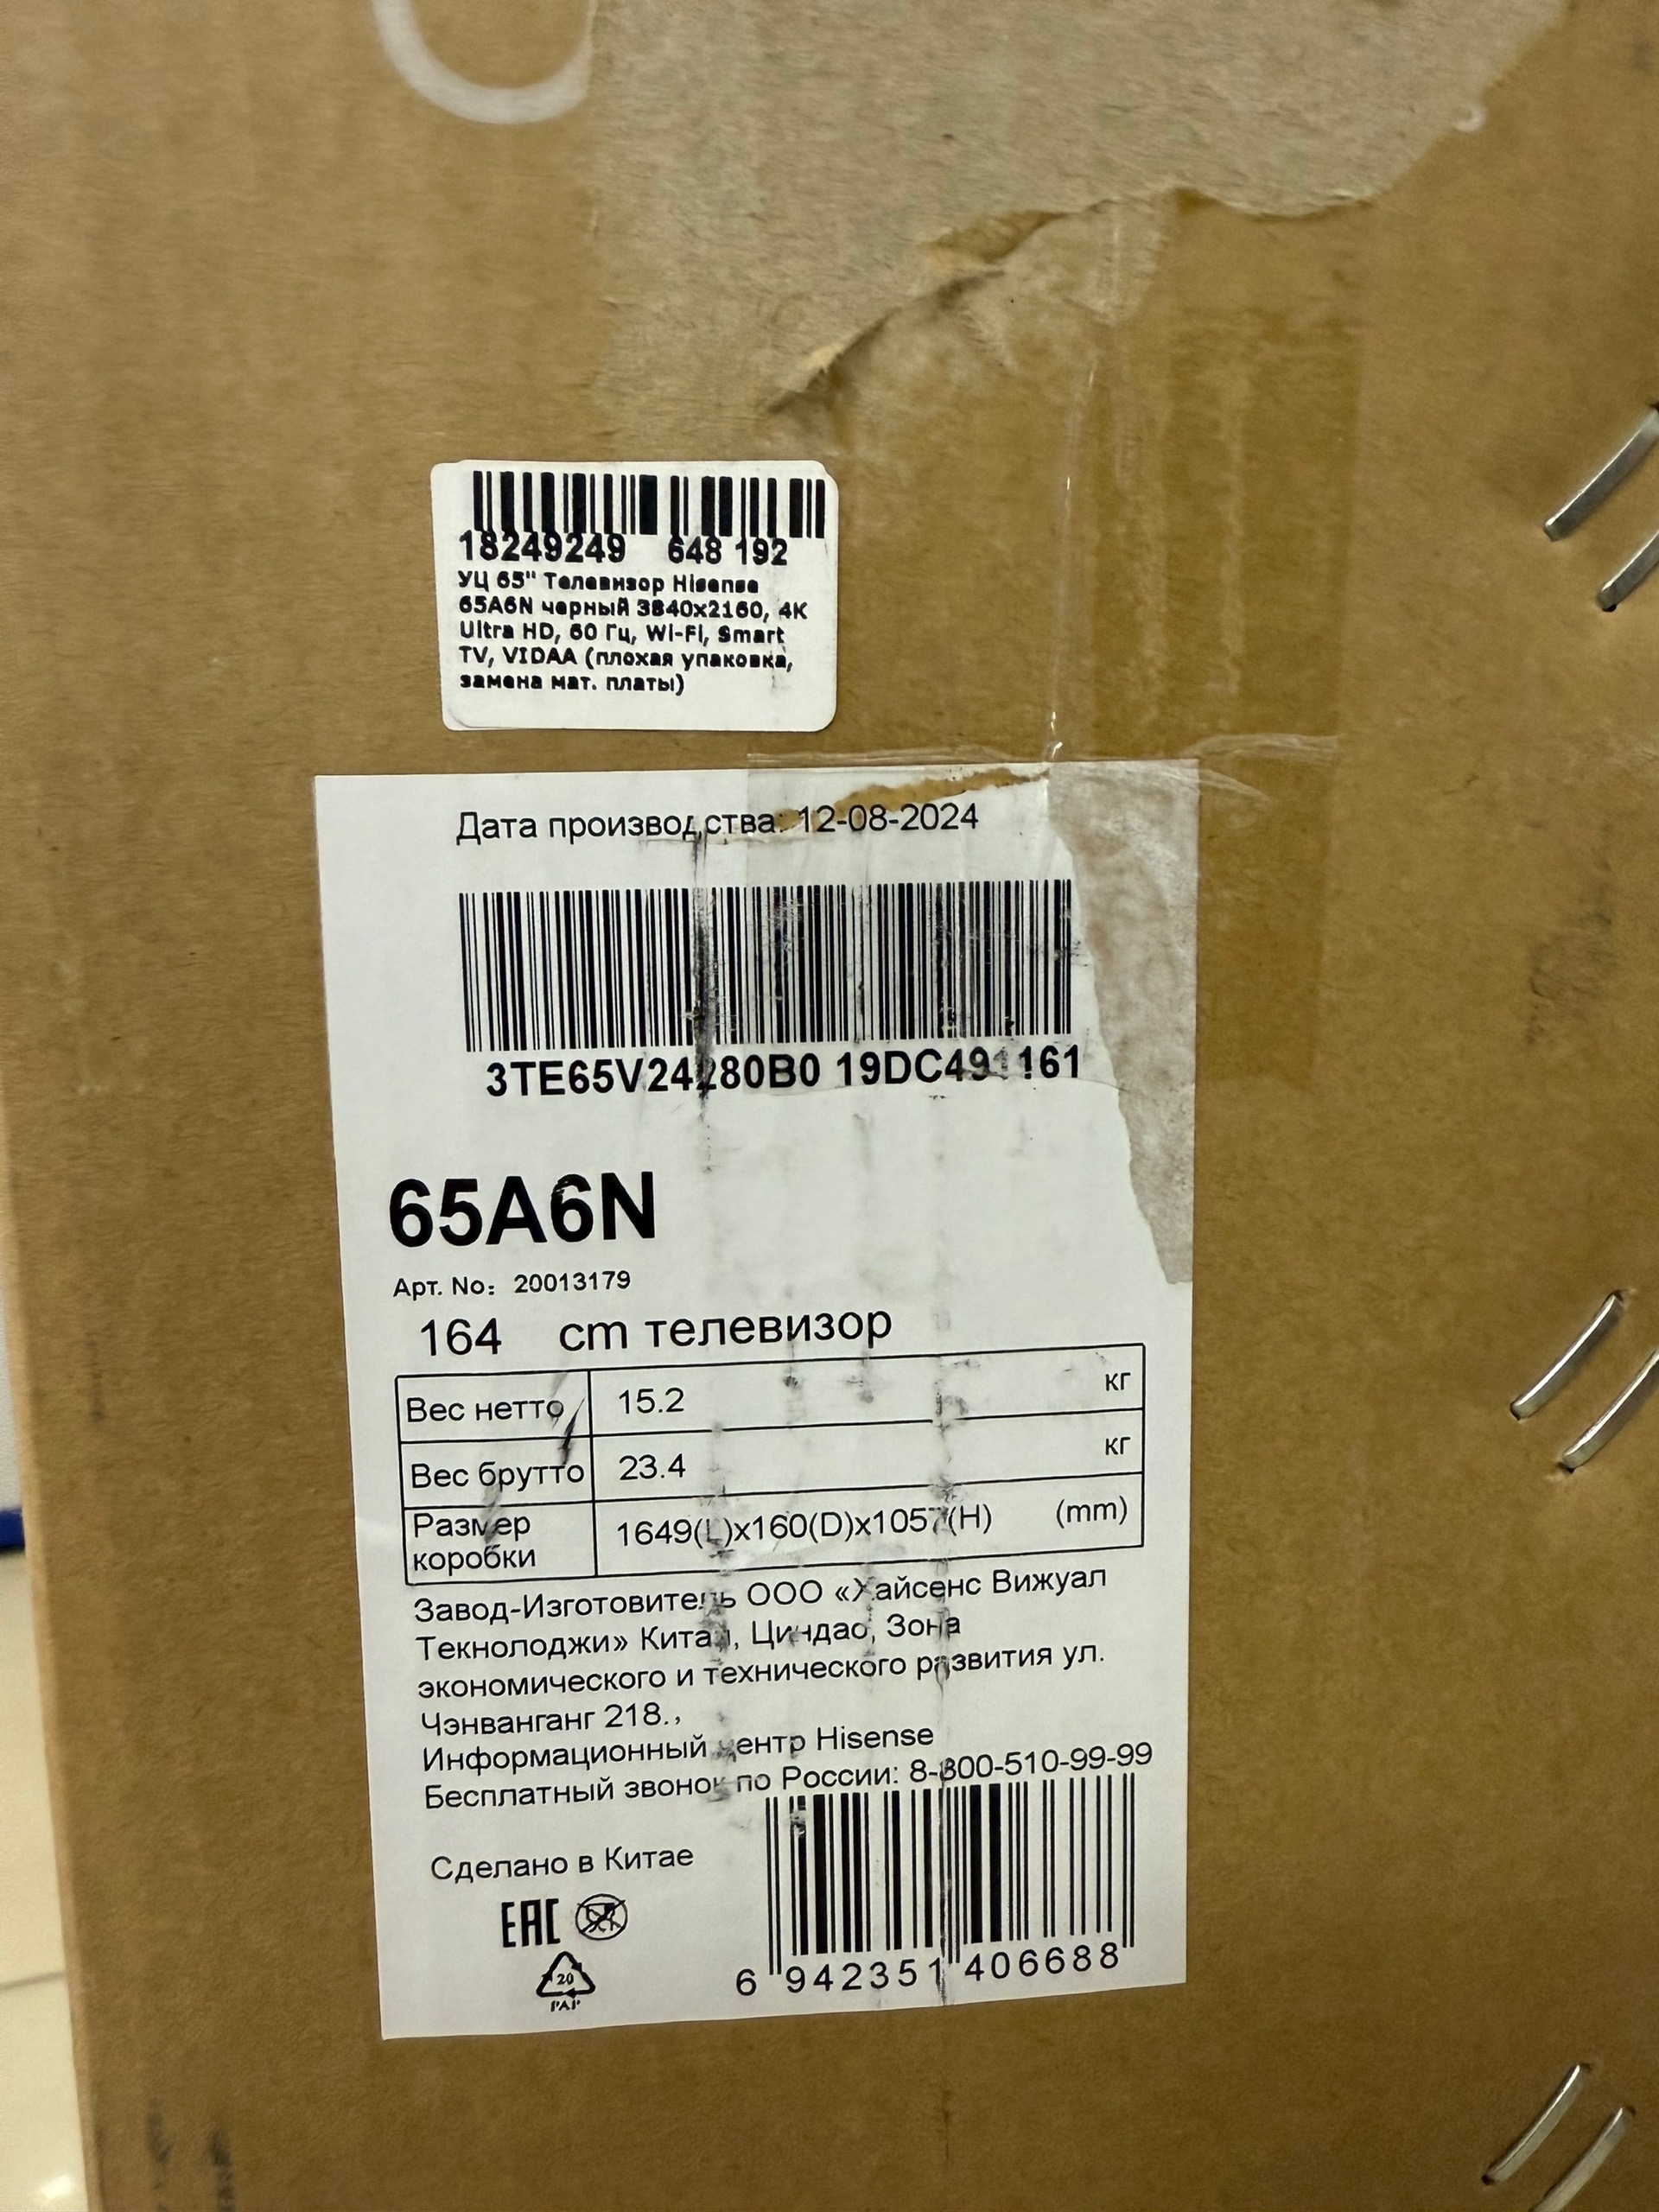 18249249 648 192
УЦ 65" Телевизор Hisense
65A6N черный 3840x2160, 4K
Ultra HD, 60 Гц, Wi-Fi, Smart
TV, VIDAA (плохая упаковка,
замена мат. платы)
Дата производства: 12-08-2024
65A6N
Арт. No: 20013179
164 cm телевизор
Вес нетто 15.2 кг
Вес брутто 23.4 кг
Размер
коробки 1649(L)x160(D)x1057(H) (mm)
Завод-Изготовитель ООО «Хайсенс Вижуал
Текнолоджи» Китай, Циндао, Зона
экономического и технического развития ул.
Чэнванганг 218.,
Информационный центр Hisense
Бесплатный звонок по России: 8-800-510-99-99
Сделано в Китае
EAC
20
PAP
6 942351 406688